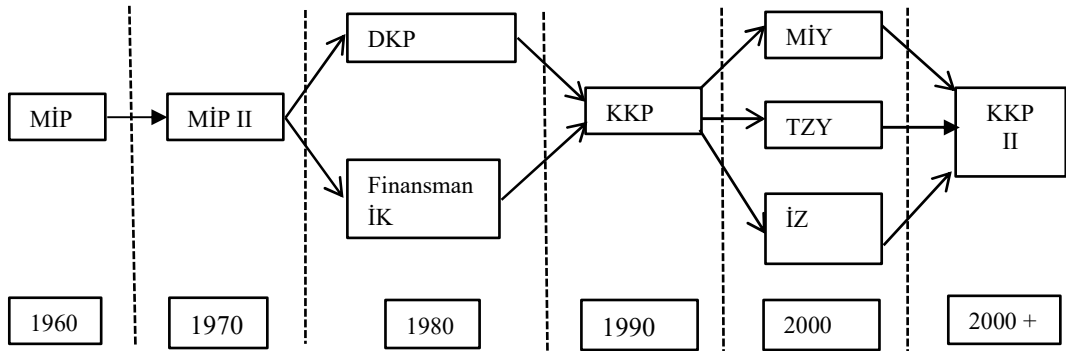 MİP
MİP II
DKP
Finansman
İK
KKP
MİY
TZY
İZ
KKP
II
1960
1970
1980
1990
2000
2000 +